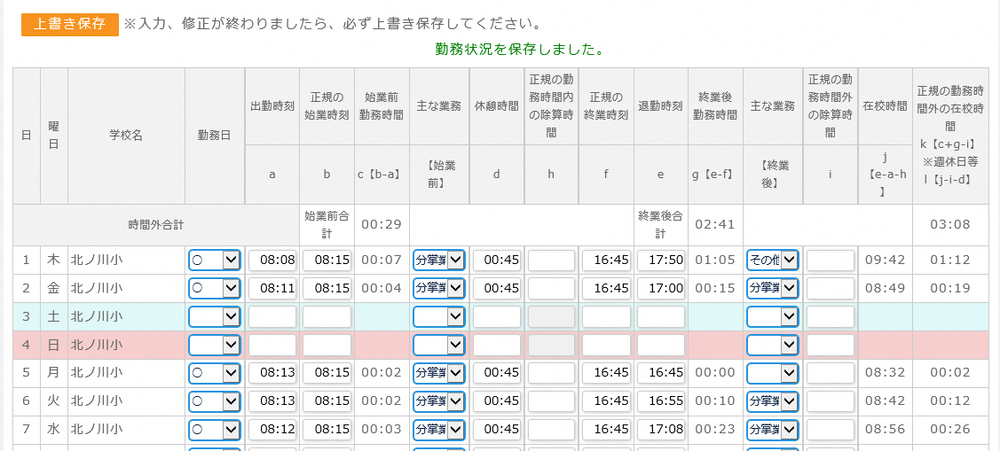 上書き保存 ※入力、修正が終わりましたら、必ず上書き保存してください。
勤務状況を保存しました。
日 曜日 学校名 勤務日 出勤時刻 正規の始業時刻 始業前勤務時間 主な業務 休憩時間 正規の勤務時間内の除算時間 正規の終業時刻 退勤時刻 終業後勤務時間 主な業務 正規の勤務時間外の除算時間 在校時間 正規の勤務時間外の在校時間 k【c+g-i】 ※週休日等 l【j-i-d】
a b c【b-a】 【始業前】 d h f e g【e-f】 【終業後】 i j【e-a-h】
時間外合計 始業前合計 00:29 終業後合計 02:41 03:08
1 木 北ノ川小 〇 08:08 08:15 00:07 分掌業 00:45 16:45 17:50 01:05 その他 09:42 01:12
2 金 北ノ川小 〇 08:11 08:15 00:04 分掌業 00:45 16:45 17:00 00:15 分掌業 08:49 00:19
3 土 北ノ川小
4 日 北ノ川小
5 月 北ノ川小 〇 08:13 08:15 00:02 分掌業 00:45 16:45 16:45 00:00 08:32 00:02
6 火 北ノ川小 〇 08:13 08:15 00:02 分掌業 00:45 16:45 16:55 00:10 分掌業 08:42 00:12
7 水 北ノ川小 〇 08:12 08:15 00:03 分掌業 00:45 16:45 17:08 00:23 分掌業 08:56 00:26